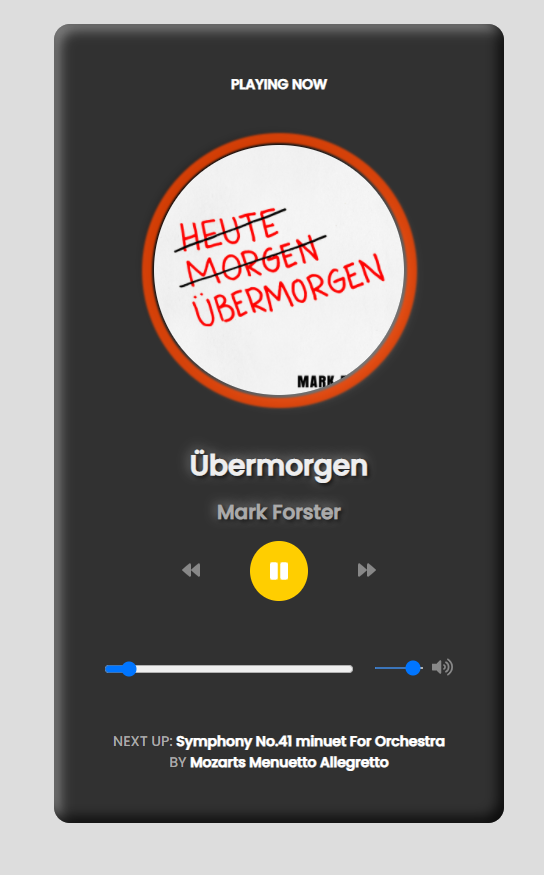 PLAYING NOW
HEUTE
MORGEN
ÜBERMORGEN
MARK
Übermorgen
Mark Forster
NEXT UP: Symphony No.41 minuet For Orchestra
BY Mozarts Menuetto Allegretto